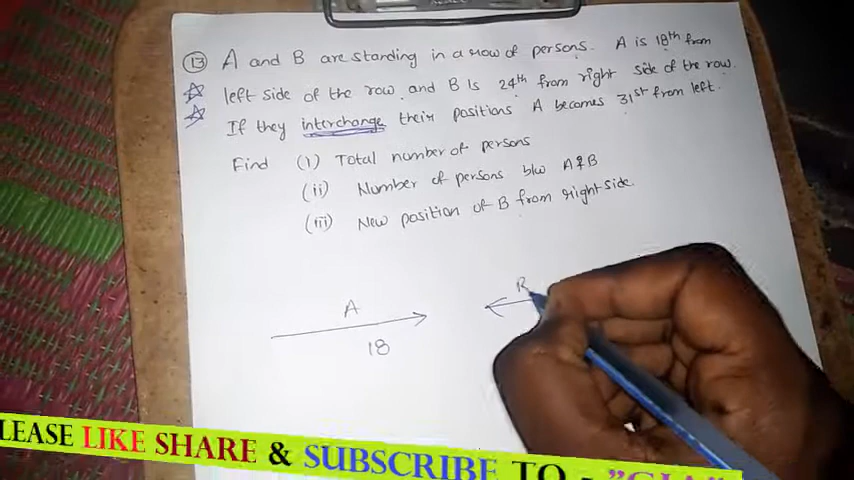 (13) A and B are standing in a row of persons. A is 18th from
left side of the row and B is 24th from right side of the row.
If they interchange their positions A becomes 31st from left.
Find (1) Total number of persons
(ii) Number of persons b/w A & B
(iii) New position of B from right side.
A
18
B
LEASE LIKE SHARE & SUBSCRIBE TO - "GIA